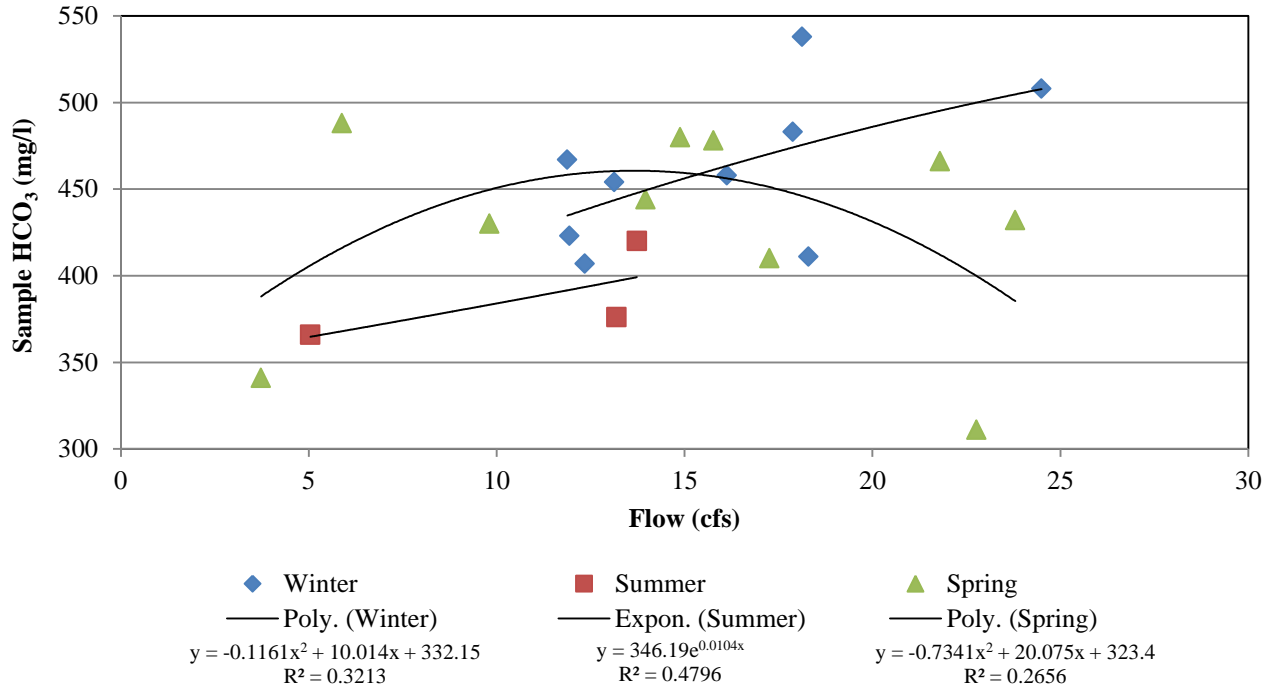 550
500
450
400
350
300
Sample HCO₃ (mg/l)
0 5 10 15 20 25 30
Flow (cfs)
Winter Summer Spring
Poly. (Winter) Expon. (Summer) Poly. (Spring)
y = -0.1161x² + 10.014x + 332.15 y = 346.19e^0.0104x y = -0.7341x² + 20.075x + 323.4
R² = 0.3213 R² = 0.4796 R² = 0.2656